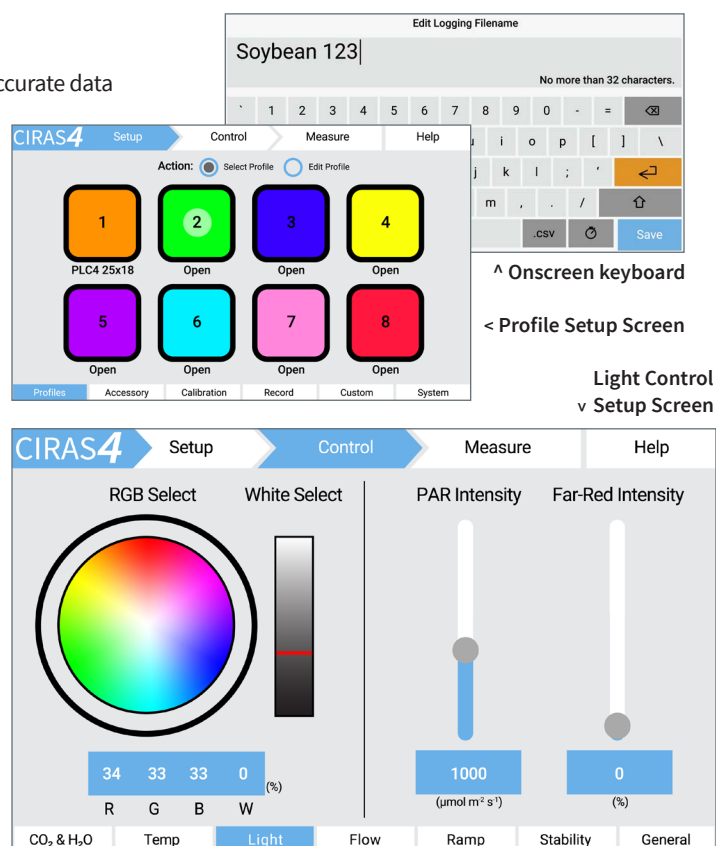 Edit Logging Filename
Soybean 123
No more than 32 characters.
` 1 2 3 4 5 6 7 8 9 0 - =
i o p [ ] \
j k l ; '
m , . /
.csv Save
ccurate data
CIRAS4 Setup Control Measure Help
Action: Select Profile Edit Profile
1 2 3 4
PLC4 25x18 Open Open Open
5 6 7 8
Open Open Open Open
Profiles Accessory Calibration Record Custom System
^ Onscreen keyboard
< Profile Setup Screen
Light Control
v Setup Screen
CIRAS4 Setup Control Measure Help
RGB Select White Select PAR Intensity Far-Red Intensity
34 33 33 0 (%) 1000 0
R G B W (μmol m⁻² s⁻¹) (%)
CO₂ & H₂O Temp Light Flow Ramp Stability General